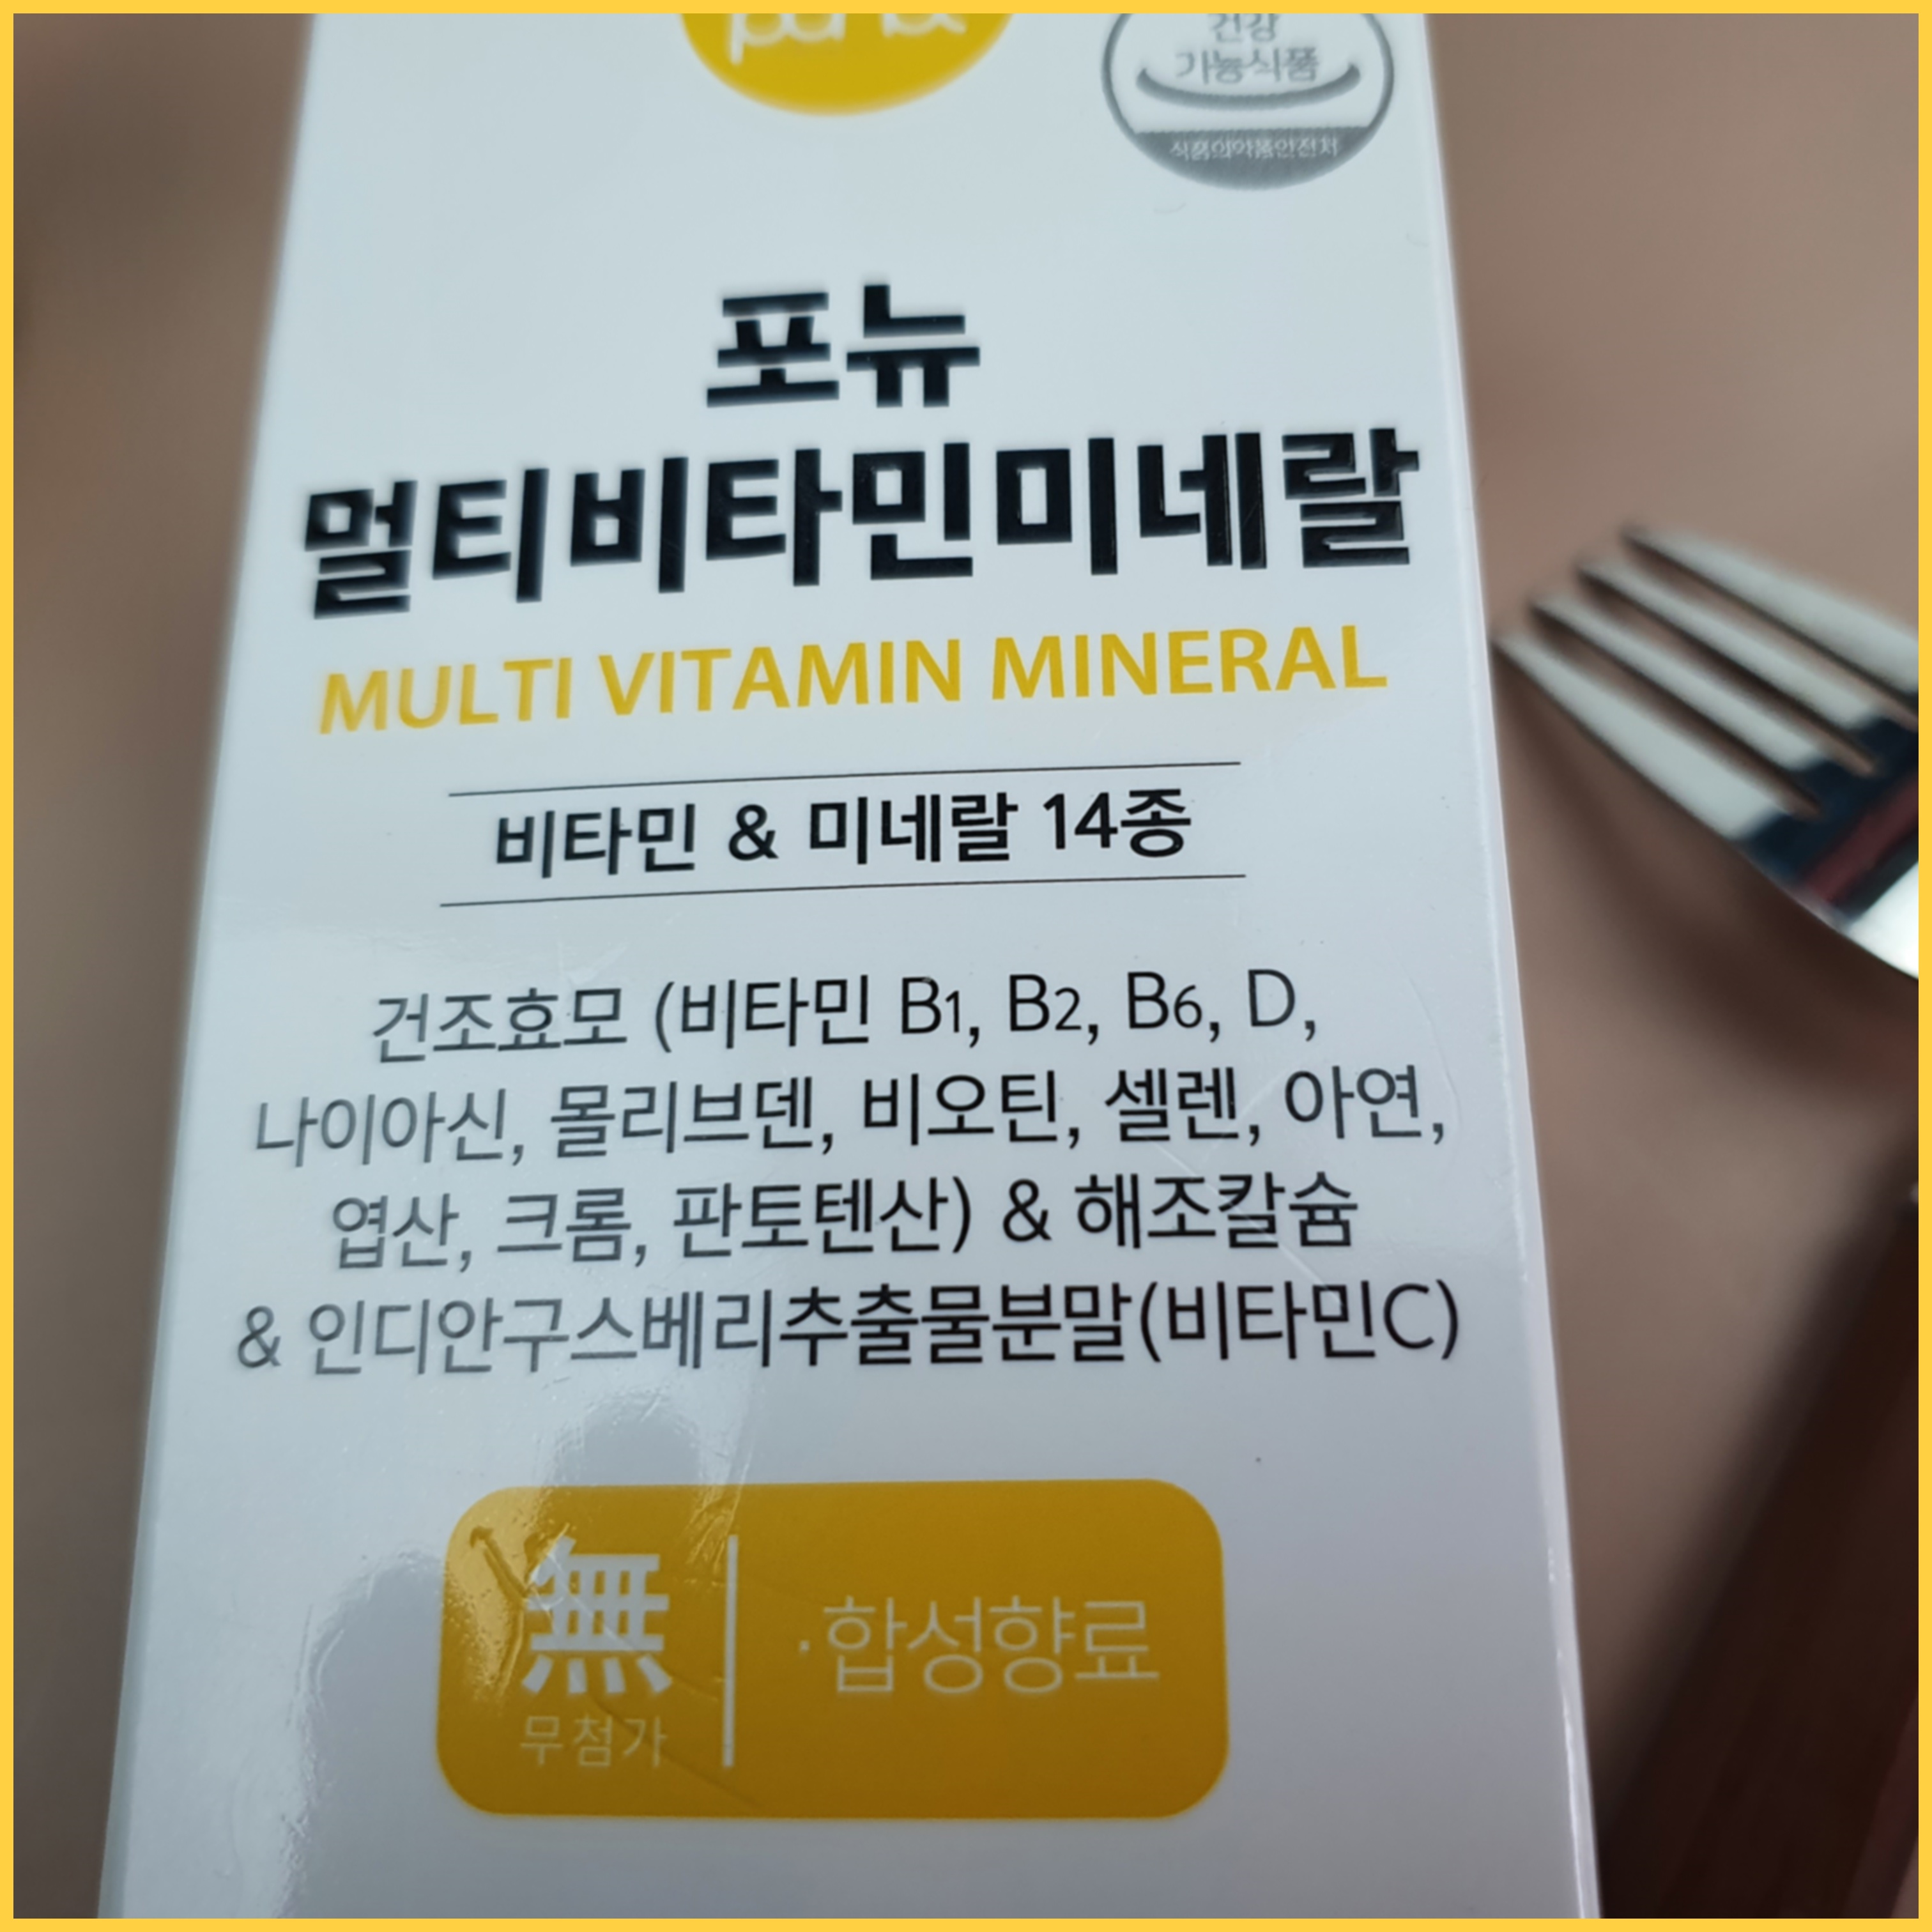 건강
기능식품
식품의약품안전처
포뉴
멀티비타민미네랄
MULTI VITAMIN MINERAL
비타민 & 미네랄 14종
건조효모 (비타민 B1, B2, B6, D,
나이아신, 몰리브덴, 비오틴, 셀렌, 아연,
엽산, 크롬, 판토텐산) & 해조칼슘
& 인디안구스베리추출물분말(비타민C)
無
무첨가
·합성향료